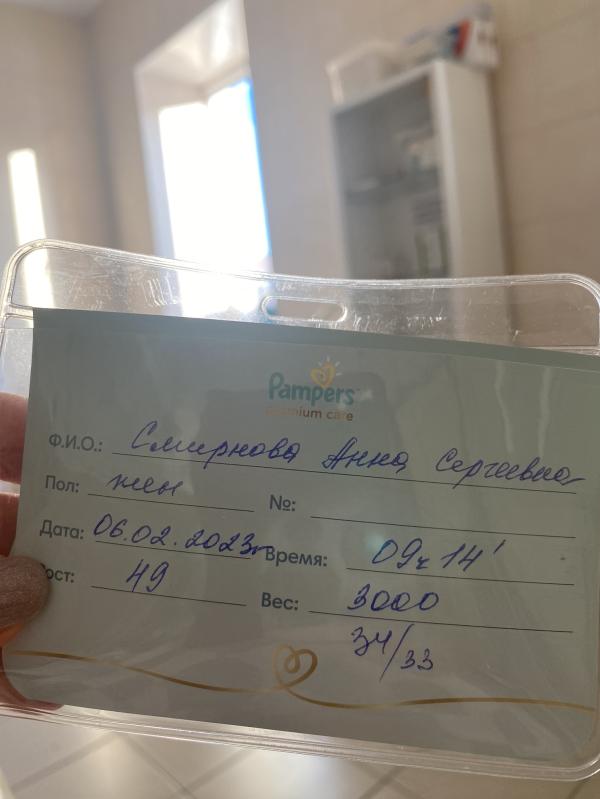 Pampers
premium care
Ф.И.О.: Смирнова Анна Сергеевна
Пол: жен №:
Дата: 06.02.2023г Время: 09ч 14'
Рост: 49 Вес: 3000
34/33